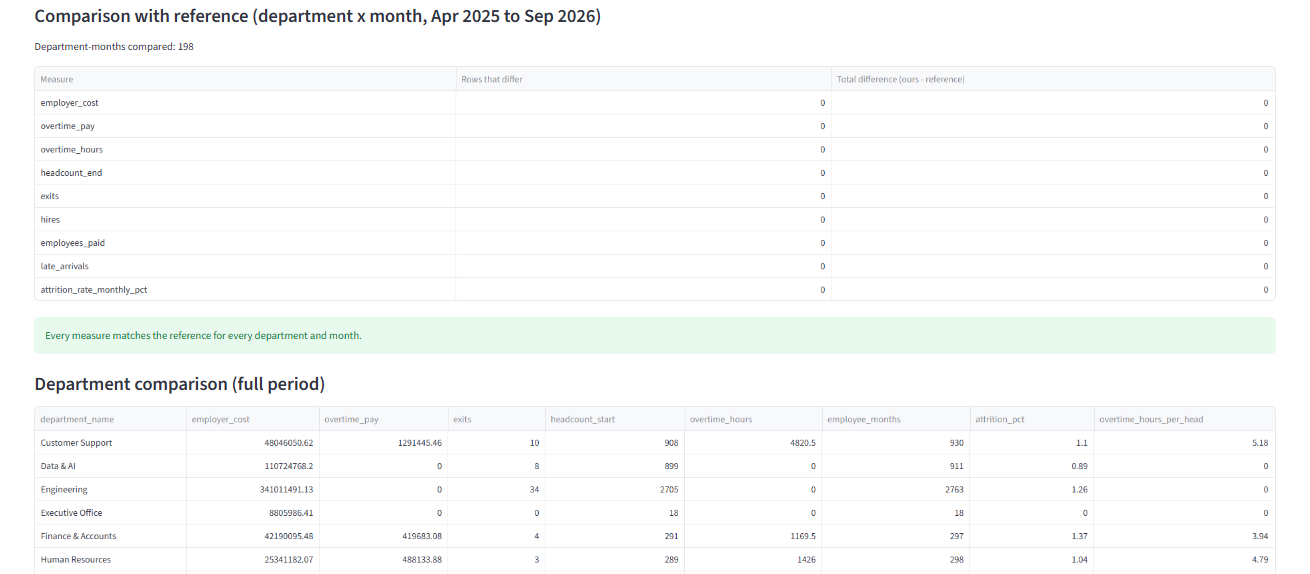 Comparison with reference (department x month, Apr 2025 to Sep 2026)
Department-months compared: 198
Measure Rows that differ Total difference (ours - reference)
employer_cost 0 0
overtime_pay 0 0
overtime_hours 0 0
headcount_end 0 0
exits 0 0
hires 0 0
employees_paid 0 0
late_arrivals 0 0
attrition_rate_monthly_pct 0 0
Every measure matches the reference for every department and month.
Department comparison (full period)
department_name employer_cost overtime_pay exits headcount_start overtime_hours employee_months attrition_pct overtime_hours_per_head
Customer Support 48046050.62 1291445.46 10 908 4820.5 930 1.1 5.18
Data & AI 110724768.2 0 8 899 0 911 0.89 0
Engineering 341011491.13 0 34 2705 0 2763 1.26 0
Executive Office 8805986.41 0 0 18 0 18 0 0
Finance & Accounts 42190095.48 419683.08 4 291 1169.5 297 1.37 3.94
Human Resources 25341182.07 488133.88 3 289 1426 298 1.04 4.79